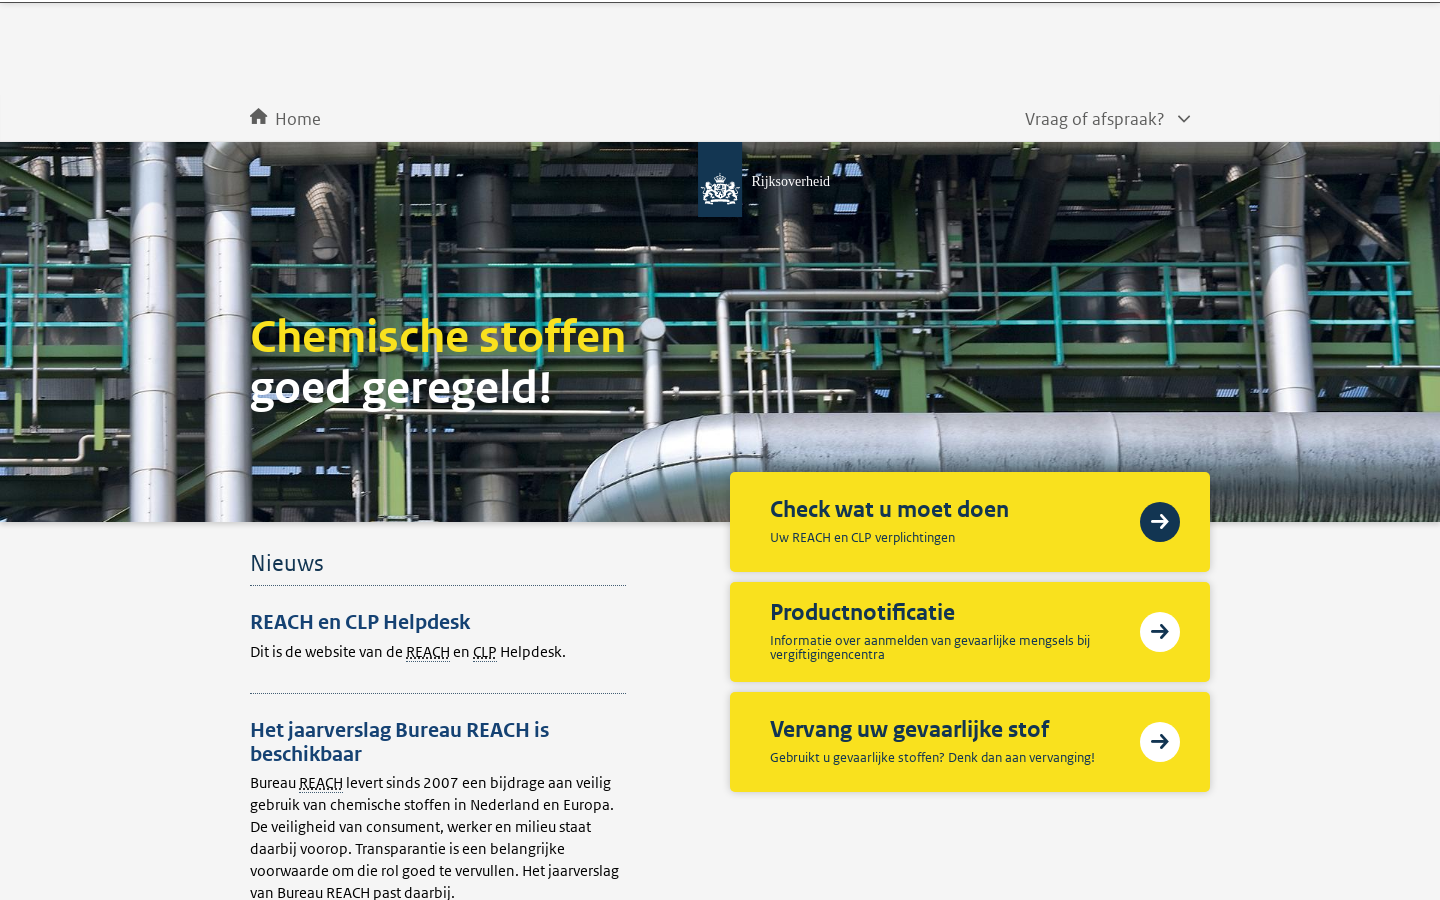 Home
Vraag of afspraak?
Rijksoverheid
Chemische stoffen
goed geregeld!
Check wat u moet doen
Uw REACH en CLP verplichtingen
Productnotificatie
Informatie over aanmelden van gevaarlijke mengsels bij
vergiftigingencentra
Vervang uw gevaarlijke stof
Gebruikt u gevaarlijke stoffen? Denk dan aan vervanging!
Nieuws
REACH en CLP Helpdesk
Dit is de website van de REACH en CLP Helpdesk.
Het jaarverslag Bureau REACH is
beschikbaar
Bureau REACH levert sinds 2007 een bijdrage aan veilig
gebruik van chemische stoffen in Nederland en Europa.
De veiligheid van consument, werker en milieu staat
daarbij voorop. Transparantie is een belangrijke
voorwaarde om die rol goed te vervullen. Het jaarverslag
van Bureau REACH past daarbij.